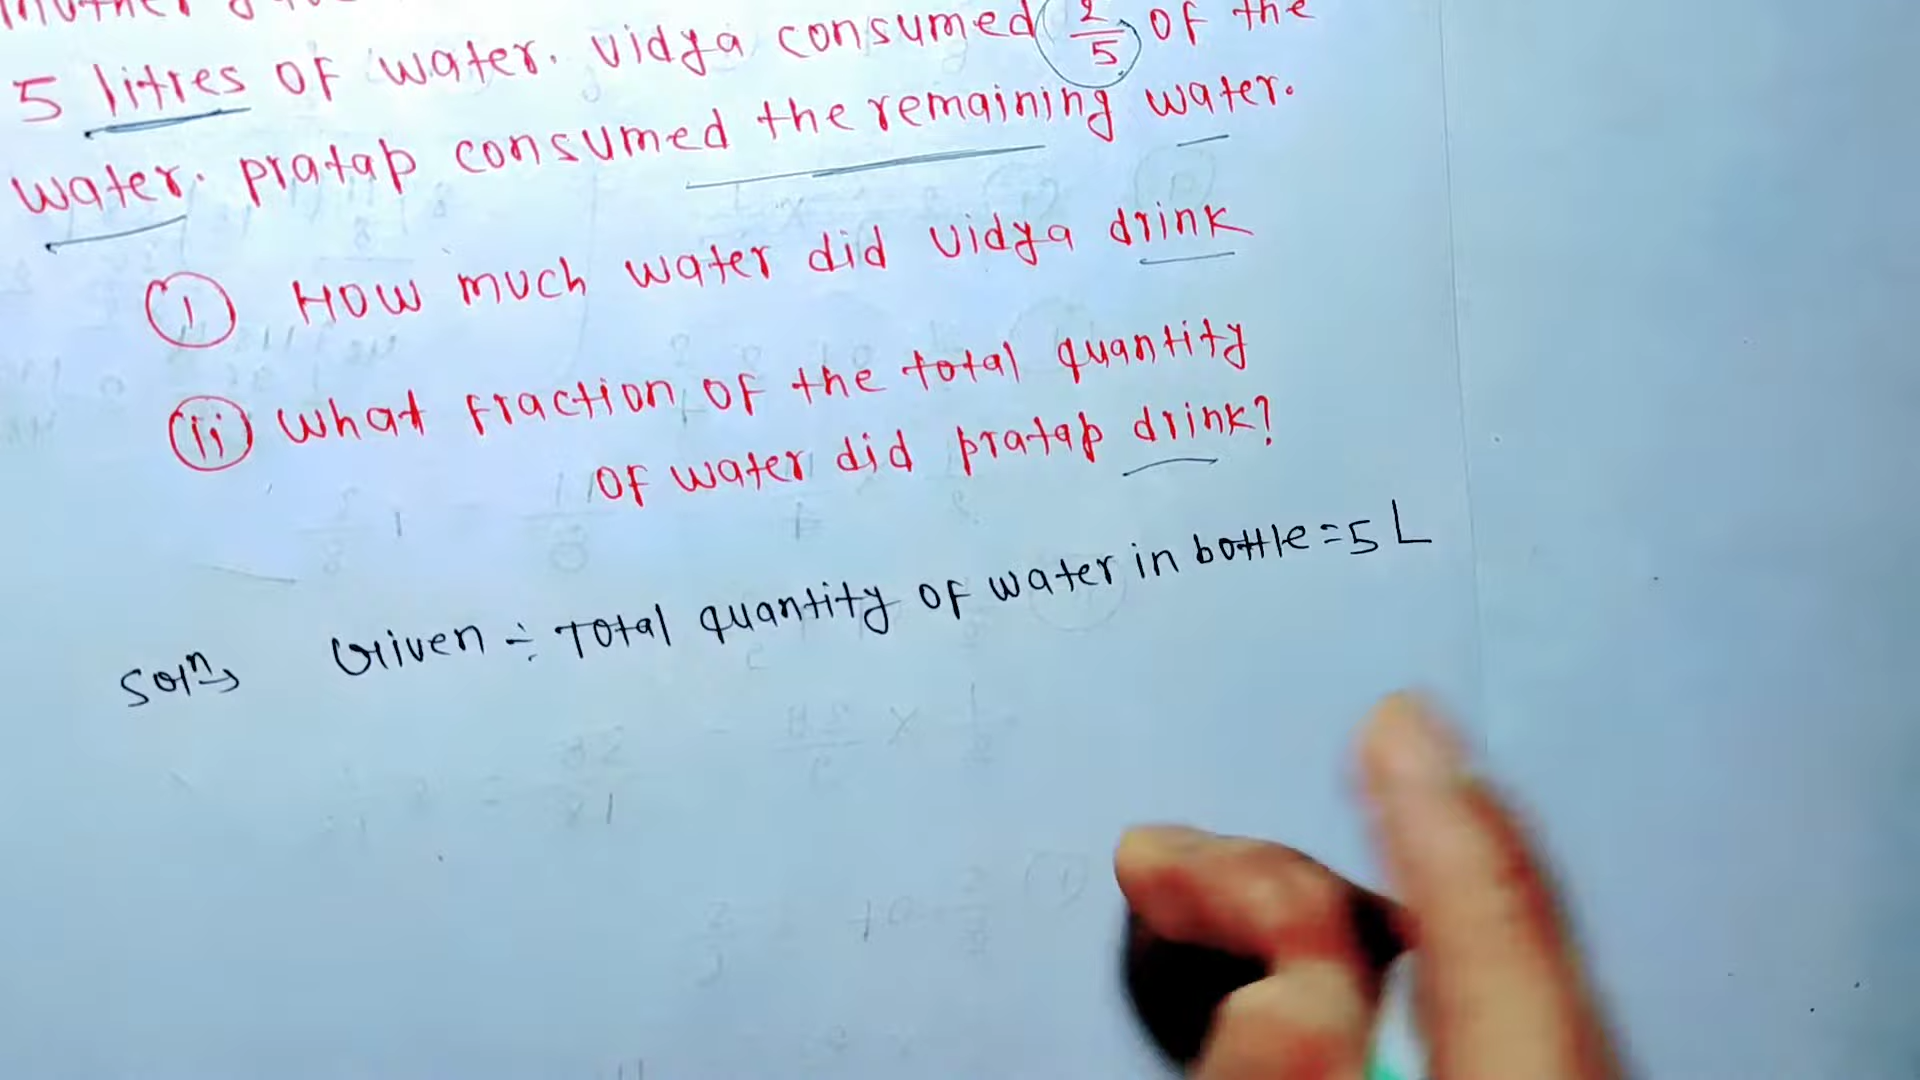 5 litres of water. Vidya consumed 2/5 of the
water. pratap consumed the remaining water.
(i) How much water did vidya drink
(ii) What fraction of the total quantity
of water did pratap drink?
Solⁿ→ Given ÷ Total quantity of water in bottle = 5 L